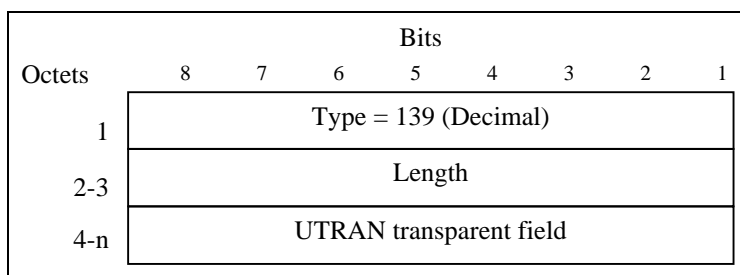 Bits
Octets 8 7 6 5 4 3 2 1
1 Type = 139 (Decimal)
2-3 Length
4-n UTRAN transparent field